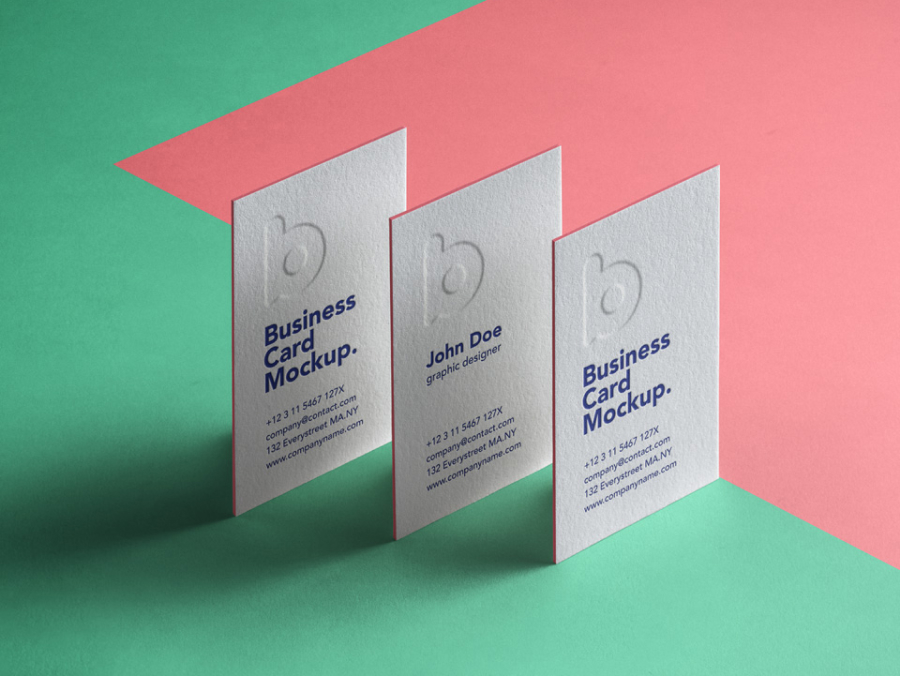 b
Business
Card
Mockup.
+12 3 11 5467 127X
company@contact.com
132 Everystreet MA.NY
www.companyname.com
b
John Doe
graphic designer
+12 3 11 5467 127X
company@contact.com
132 Everystreet MA.NY
www.companyname.com
b
Business
Card
Mockup.
+12 3 11 5467 127X
company@contact.com
132 Everystreet MA.NY
www.companyname.com